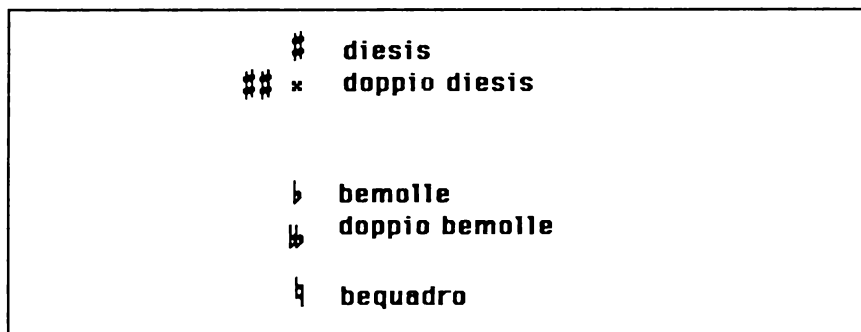 ♯ diesis
♯♯ 𝄪 doppio diesis
♭ bemolle
𝄫 doppio bemolle
♮ bequadro